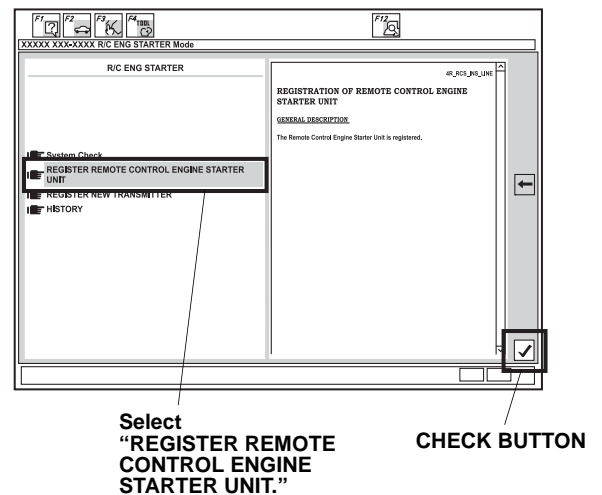 F1
F2
F3
F4
TOOL
F12
XXXXX XXX-XXXX R/C ENG STARTER Mode
R/C ENG STARTER
System Check
REGISTER REMOTE CONTROL ENGINE STARTER
UNIT
REGISTER NEW TRANSMITTER
HISTORY
4R_RCS_INS_LINE
REGISTRATION OF REMOTE CONTROL ENGINE
STARTER UNIT
GENERAL DESCRIPTION
The Remote Control Engine Starter Unit is registered.
Select
“REGISTER REMOTE
CONTROL ENGINE
STARTER UNIT.”
CHECK BUTTON